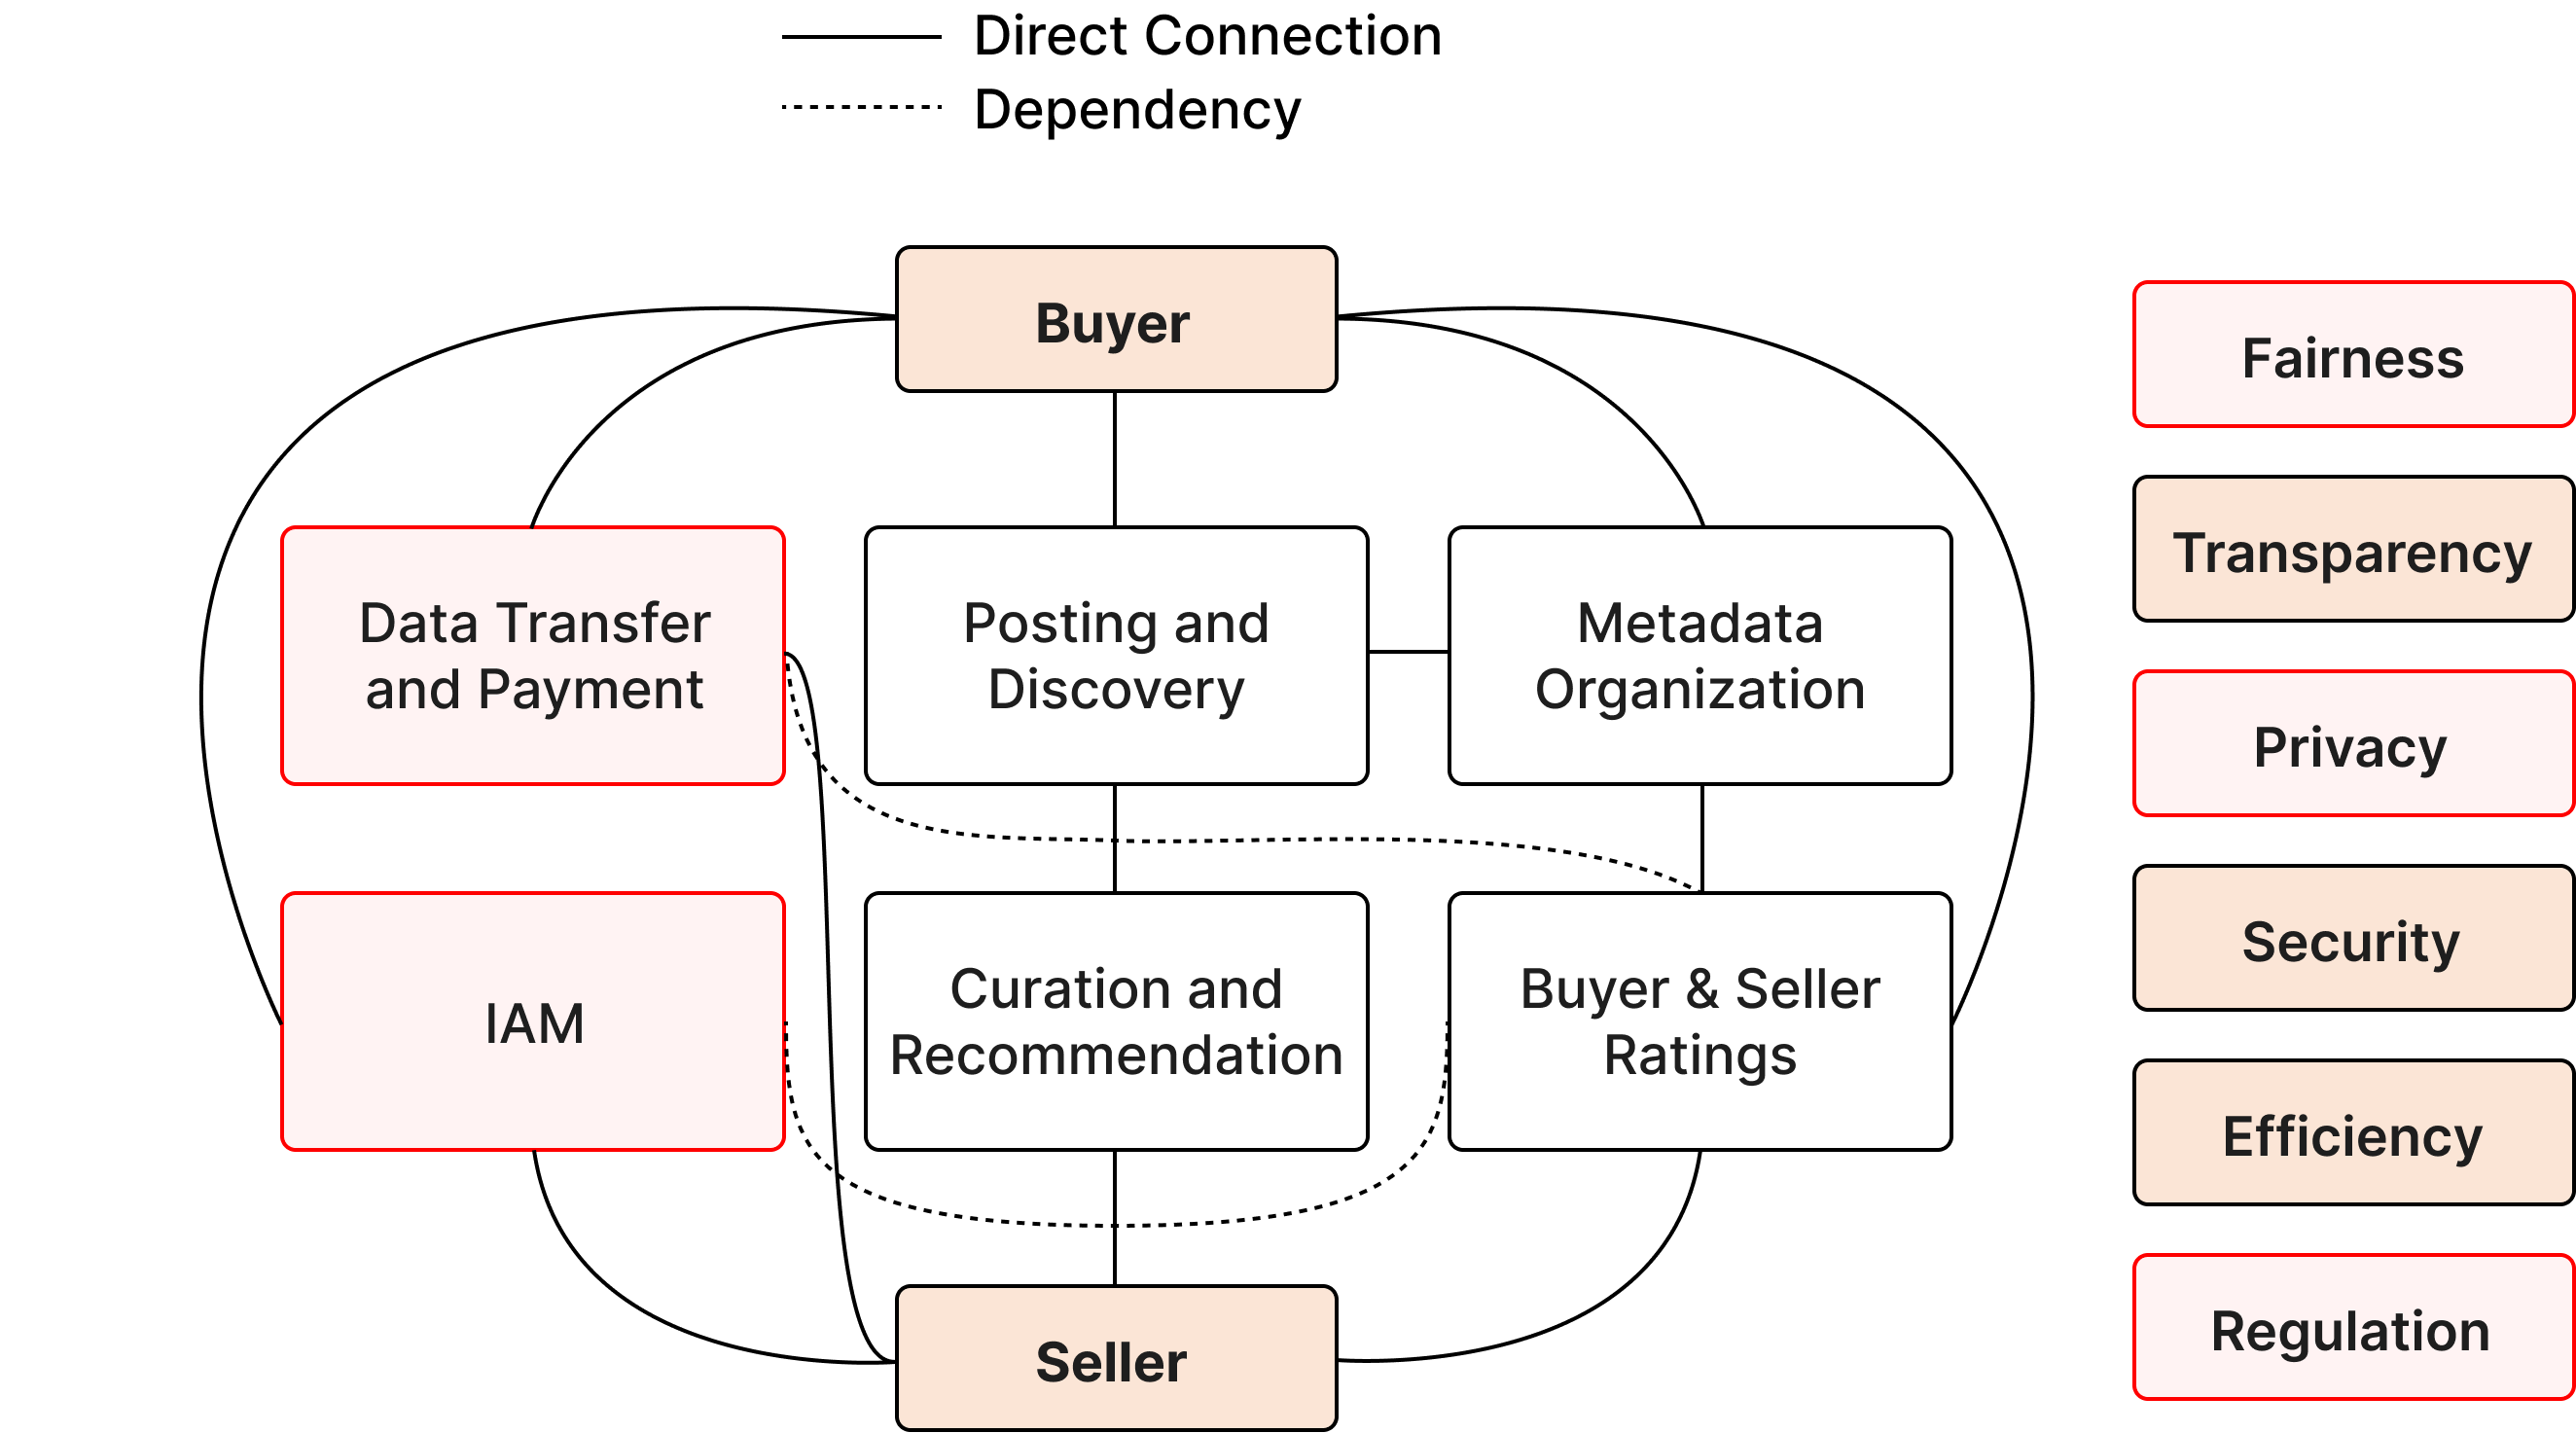 Direct Connection
Dependency
Buyer
Data Transfer
and Payment
Posting and
Discovery
Metadata
Organization
IAM
Curation and
Recommendation
Buyer & Seller
Ratings
Seller
Fairness
Transparency
Privacy
Security
Efficiency
Regulation